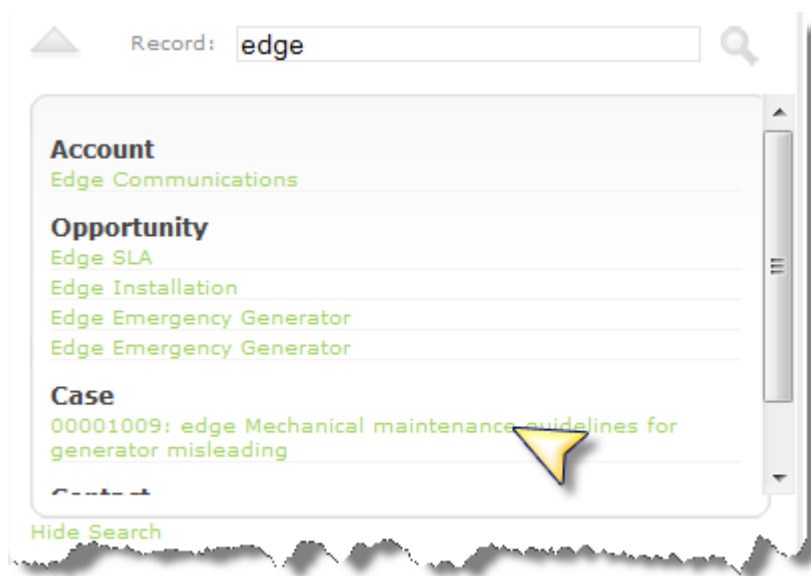 Record: edge
Account
Edge Communications
Opportunity
Edge SLA
Edge Installation
Edge Emergency Generator
Edge Emergency Generator
Case
00001009: edge Mechanical maintenance guidelines for
generator misleading
Contact
Hide Search